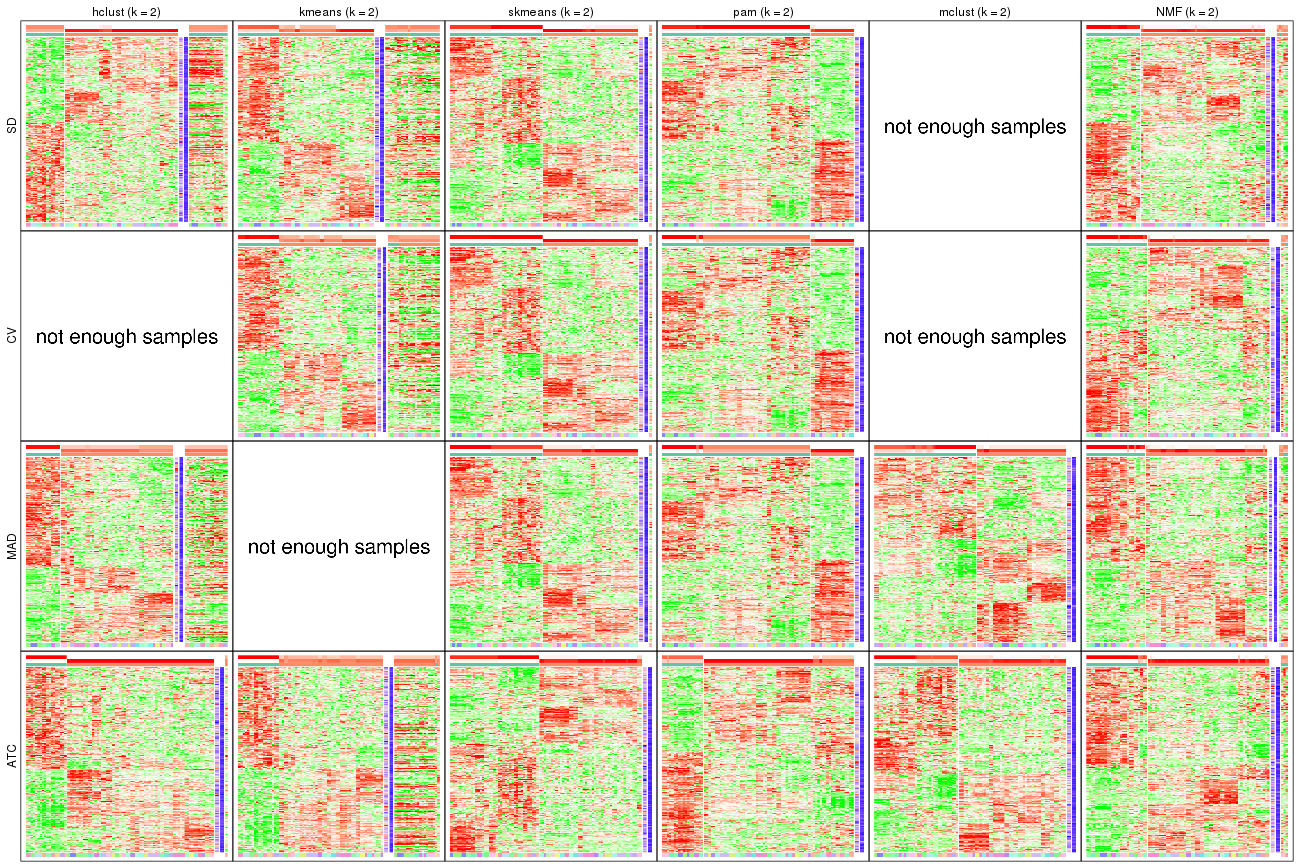 hclust (k = 2) kmeans (k = 2) skmeans (k = 2) pam (k = 2) mclust (k = 2) NMF (k = 2)
SD
not enough samples
CV
not enough samples
not enough samples
MAD
not enough samples
ATC